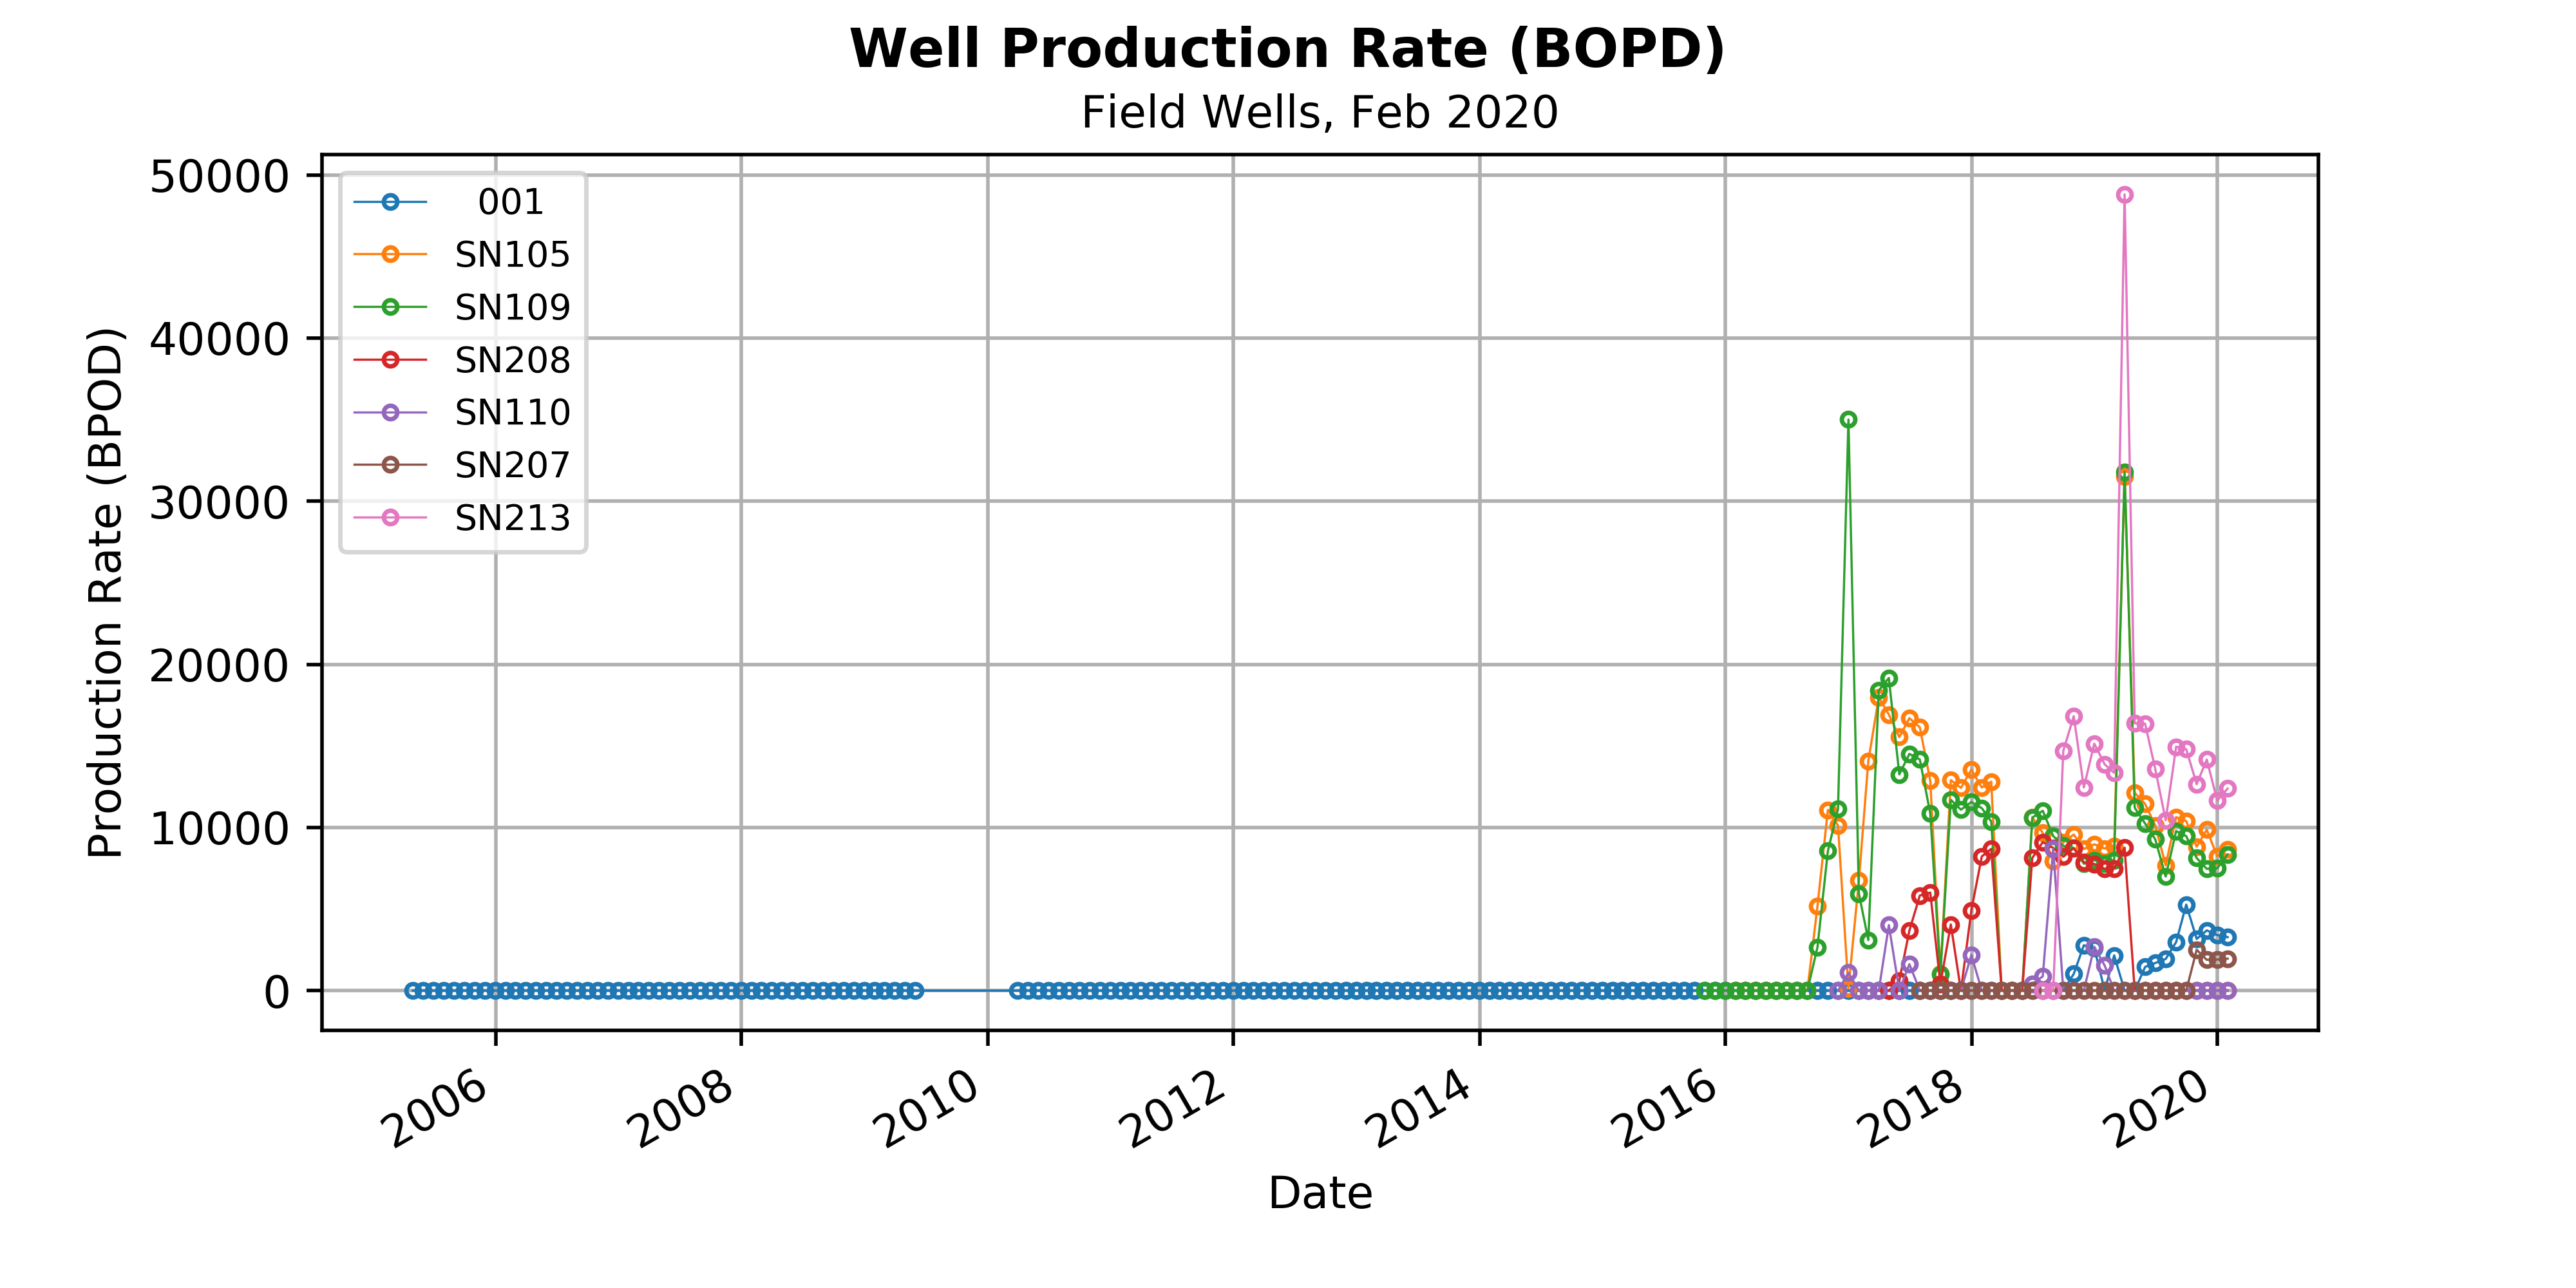 Well Production Rate (BOPD)
Field Wells, Feb 2020
Production Rate (BPOD)
50000
40000
30000
20000
10000
0
001
SN105
SN109
SN208
SN110
SN207
SN213
2006
2008
2010
2012
2014
2016
2018
2020
Date